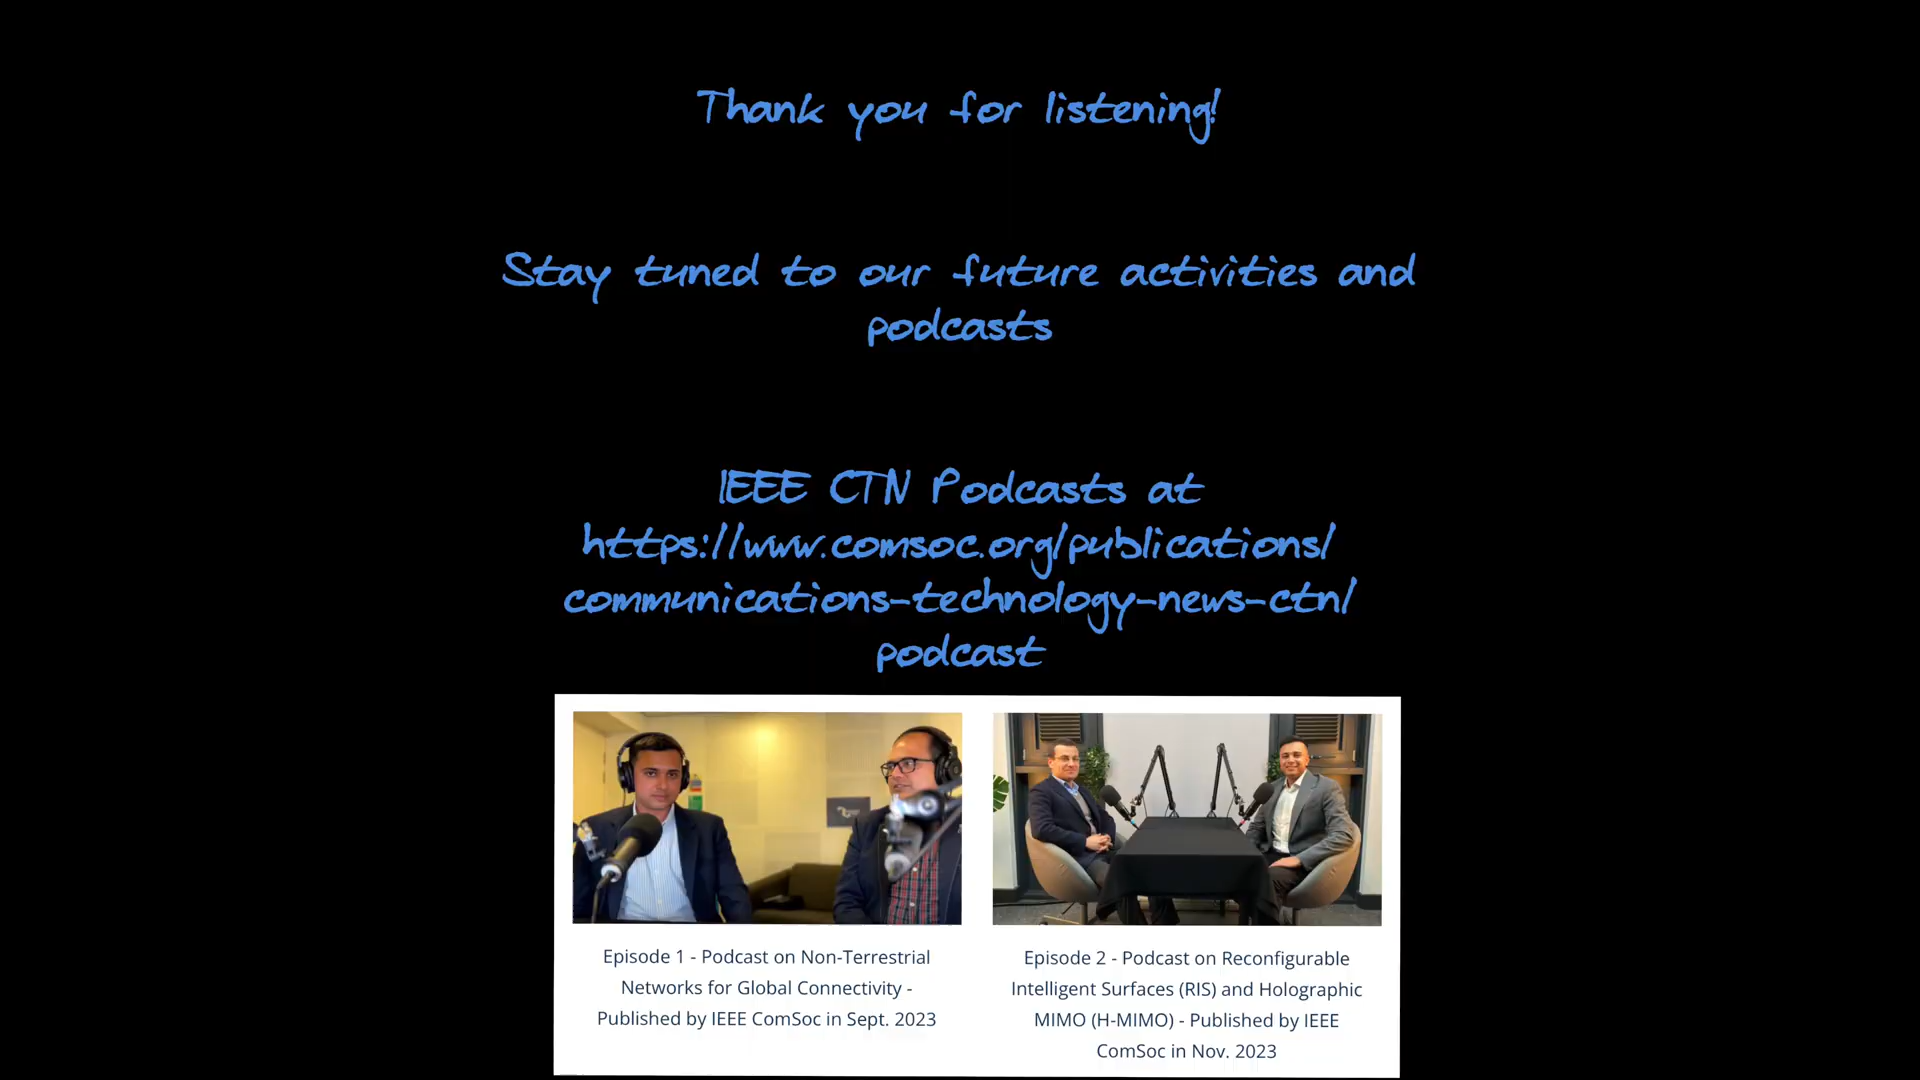 Thank you for listening!
Stay tuned to our future activities and
podcasts
IEEE CTN Podcasts at
https://www.comsoc.org/publications/
communications-technology-news-ctn/
podcast
Episode 1 - Podcast on Non-Terrestrial
Networks for Global Connectivity -
Published by IEEE ComSoc in Sept. 2023
Episode 2 - Podcast on Reconfigurable
Intelligent Surfaces (RIS) and Holographic
MIMO (H-MIMO) - Published by IEEE
ComSoc in Nov. 2023